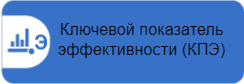 Э
Ключевой показатель
эффективности (КПЭ)